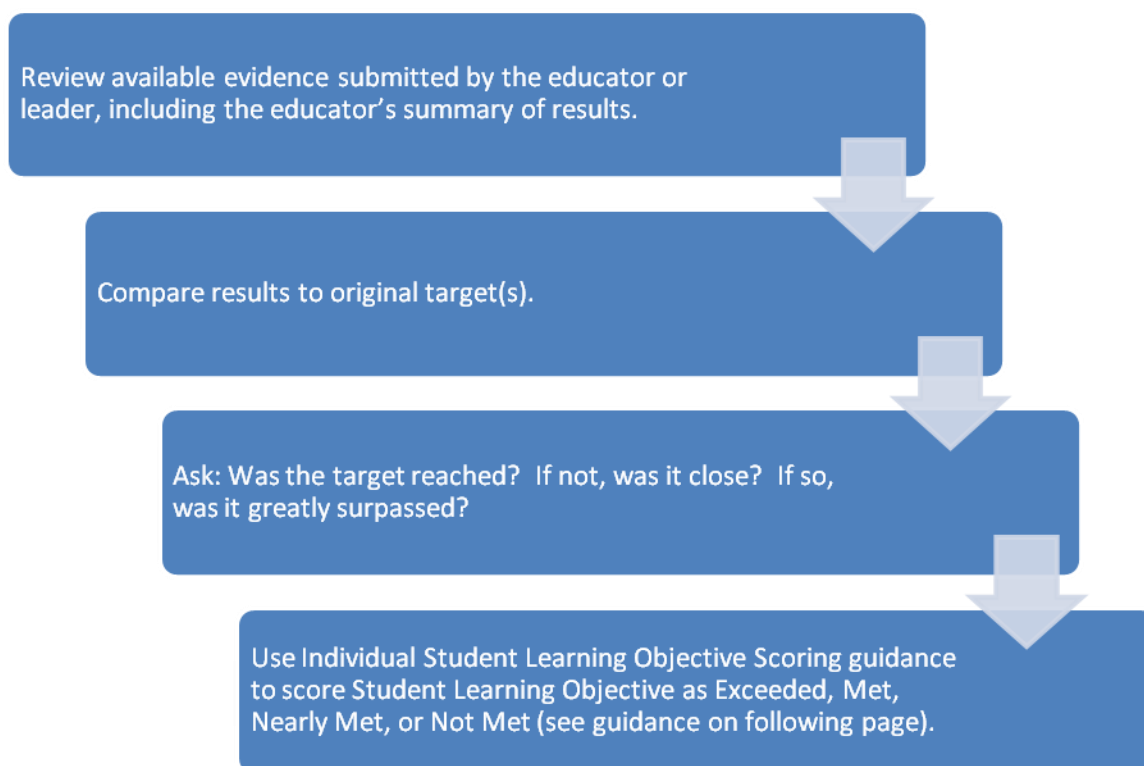 Review available evidence submitted by the educator or
leader, including the educator’s summary of results.
Compare results to original target(s).
Ask: Was the target reached?  If not, was it close?  If so,
was it greatly surpassed?
Use Individual Student Learning Objective Scoring guidance
to score Student Learning Objective as Exceeded, Met,
Nearly Met, or Not Met (see guidance on following page).